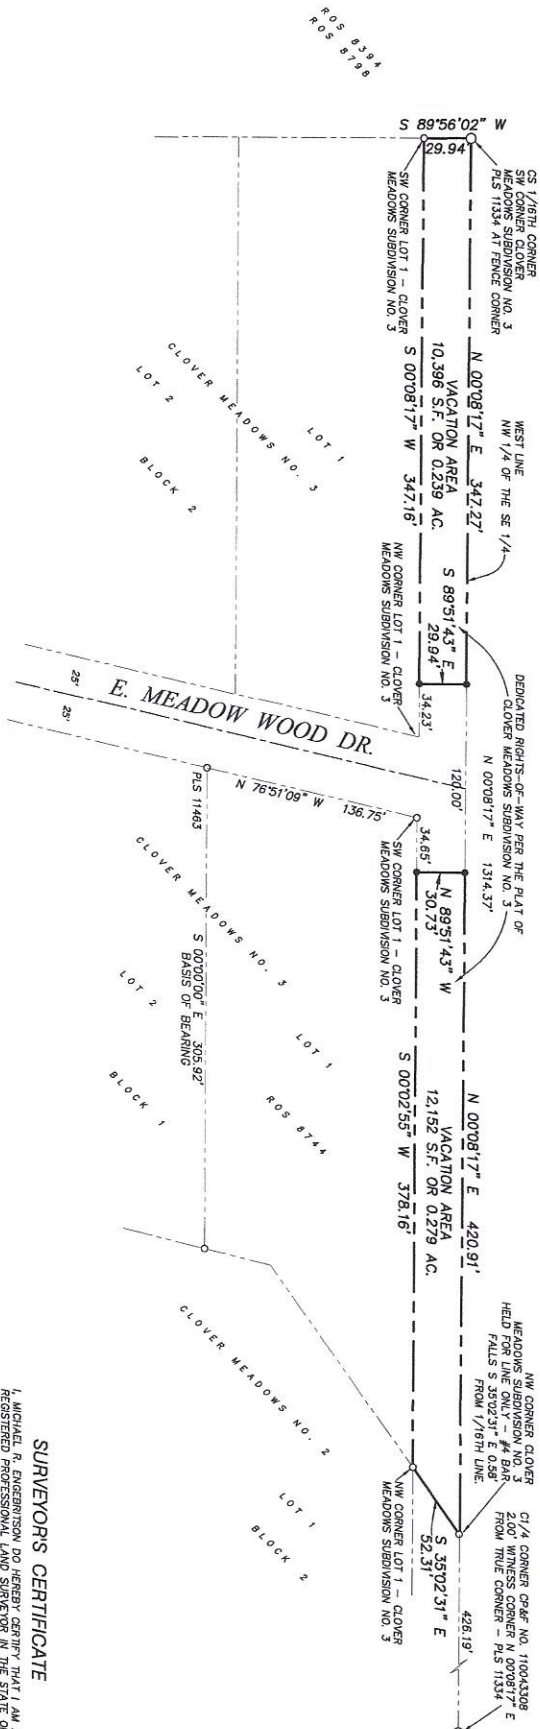 ROS 8394
ROS 8798
S 89°56'02" W
29.94'
CS 1/16TH CORNER
SW CORNER CLOVER
MEADOWS SUBDIVISION NO. 3
PLS 11334 AT FENCE CORNER
SW CORNER LOT 1 - CLOVER
MEADOWS SUBDIVISION NO. 3
WEST LINE
NW 1/4 OF THE SE 1/4
N 00°08'17" E 347.27'
VACATION AREA
10,396 S.F. OR 0.239 AC.
S 00°08'17" W 347.16'
S 89°51'43" E
29.94'
NW CORNER LOT 1 - CLOVER
MEADOWS SUBDIVISION NO. 3
CLOVER MEADOWS NO. 3
LOT 1
LOT 2
BLOCK 2
DEDICATED RIGHTS-OF-WAY PER THE PLAT OF
CLOVER MEADOWS SUBDIVISION NO. 3
N 00°08'17" E 1314.37'
34.23'
120.00'
25'
25'
E. MEADOW WOOD DR.
N 76°51'09" W 136.75'
34.65'
N 89°51'43" W
30.73'
SW CORNER LOT 1 - CLOVER
MEADOWS SUBDIVISION NO. 3
PLS 11463
S 00°00'00" E 305.92'
BASIS OF BEARING
CLOVER MEADOWS NO. 3
LOT 1
LOT 2
BLOCK 1
ROS 8744
N 00°08'17" E 420.91'
VACATION AREA
12,152 S.F. OR 0.279 AC.
S 00°02'55" W 378.16'
NW CORNER CLOVER
MEADOWS SUBDIVISION NO. 3
HELD FOR LINE ONLY - #4 BAR
FALLS S 35°02'31" E 0.58'
FROM 1/16TH LINE.
C1/4 CORNER CP&F NO. 110043308
2.00' WITNESS CORNER N 00°08'17" E
FROM TRUE CORNER - PLS 11334
426.19'
S 35°02'31" E
52.31'
NW CORNER LOT 1 - CLOVER
MEADOWS SUBDIVISION NO. 3
CLOVER MEADOWS NO. 2
LOT 1
BLOCK 2
SURVEYOR'S CERTIFICATE
I, MICHAEL R. ENGEBRITSON DO HEREBY CERTIFY THAT I AM
REGISTERED PROFESSIONAL LAND SURVEYOR IN THE STATE OF